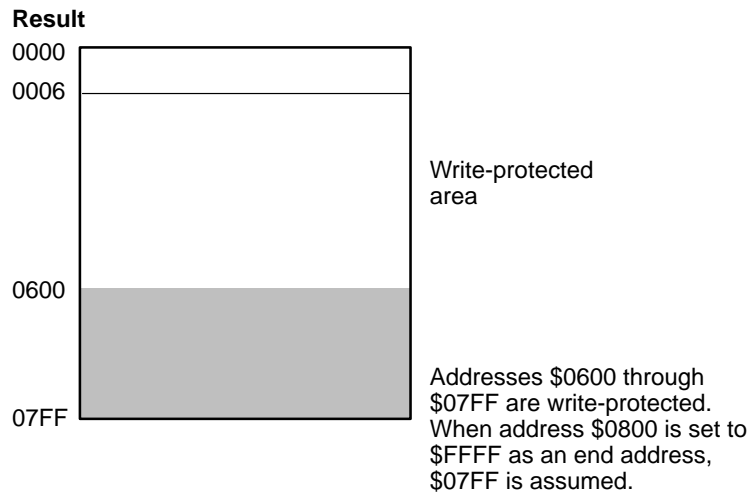 Result
0000
0006
Write-protected
area
0600
Addresses $0600 through
$07FF are write-protected.
07FF
When address $0800 is set to
$FFFF as an end address,
$07FF is assumed.